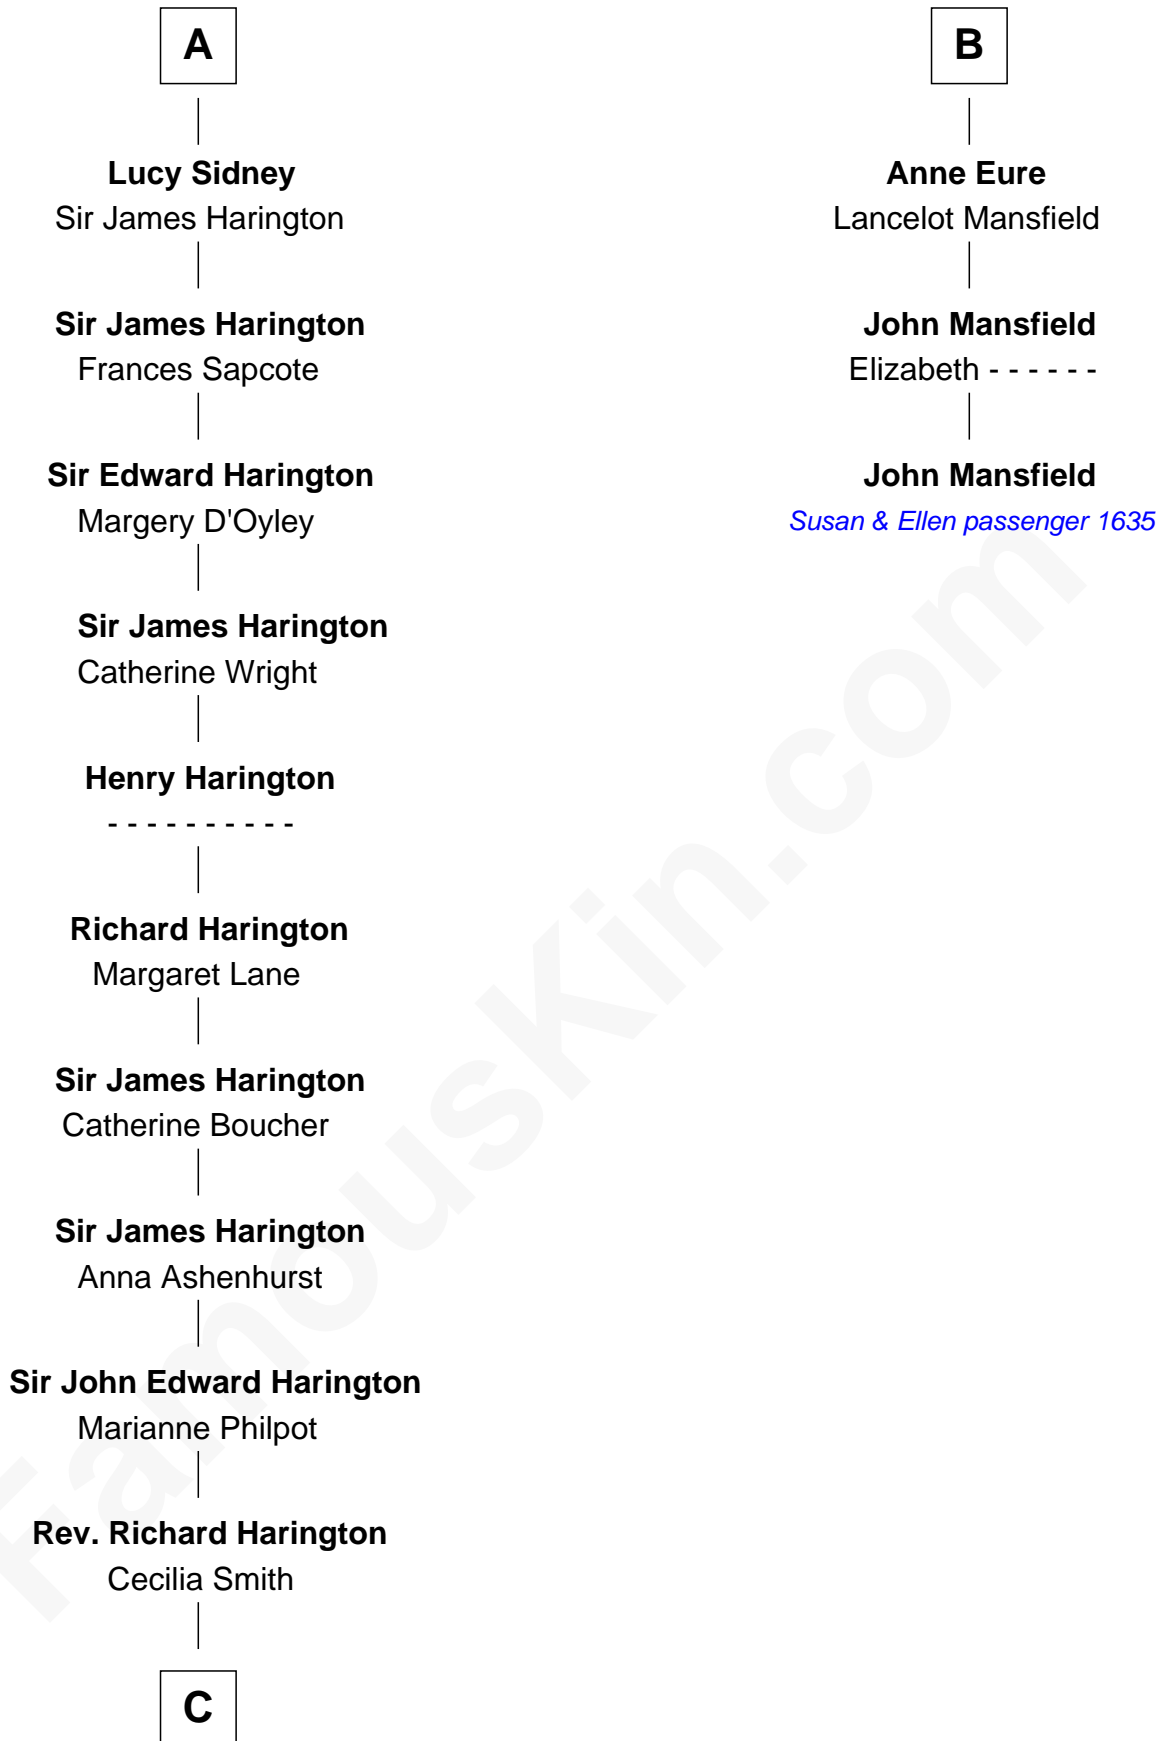 A
Lucy Sidney
Sir James Harington
Sir James Harington
Frances Sapcote
Sir Edward Harington
Margery D'Oyley
Sir James Harington
Catherine Wright
Henry Harington
- - - - - - - - - -
Richard Harington
Margaret Lane
Sir James Harington
Catherine Boucher
Sir James Harington
Anna Ashenhurst
Sir John Edward Harington
Marianne Philpot
Rev. Richard Harington
Cecilia Smith
C
B
Anne Eure
Lancelot Mansfield
John Mansfield
Elizabeth - - - - - -
John Mansfield
Susan & Ellen passenger 1635
FamousKin.com